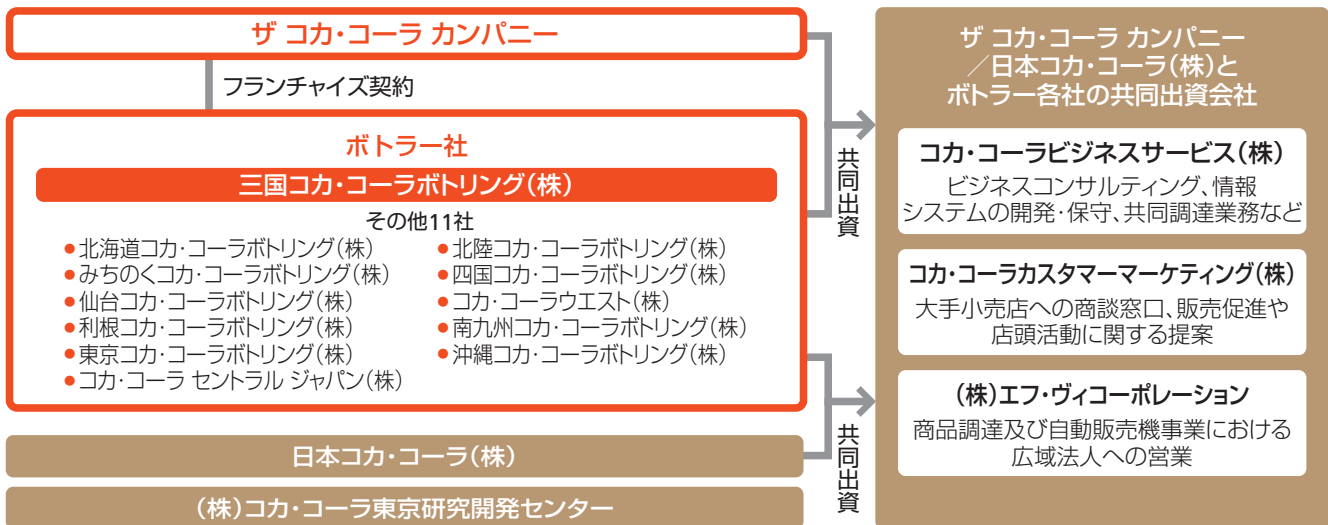 ザ コカ・コーラ カンパニー
フランチャイズ契約
ボトラー社
三国コカ・コーラボトリング(株)
その他11社
●北海道コカ・コーラボトリング(株)
●みちのくコカ・コーラボトリング(株)
●仙台コカ・コーラボトリング(株)
●利根コカ・コーラボトリング(株)
●東京コカ・コーラボトリング(株)
●コカ・コーラ セントラル ジャパン(株)
●北陸コカ・コーラボトリング(株)
●四国コカ・コーラボトリング(株)
●コカ・コーラウエスト(株)
●南九州コカ・コーラボトリング(株)
●沖縄コカ・コーラボトリング(株)
日本コカ・コーラ(株)
(株)コカ・コーラ東京研究開発センター
共同出資
共同出資
ザ コカ・コーラ カンパニー
／日本コカ・コーラ(株)と
ボトラー各社の共同出資会社
コカ・コーラビジネスサービス(株)
ビジネスコンサルティング、情報
システムの開発・保守、共同調達業務など
コカ・コーラカスタマーマーケティング(株)
大手小売店への商談窓口、販売促進や
店頭活動に関する提案
(株)エフ・ヴィコーポレーション
商品調達及び自動販売機事業における
広域法人への営業